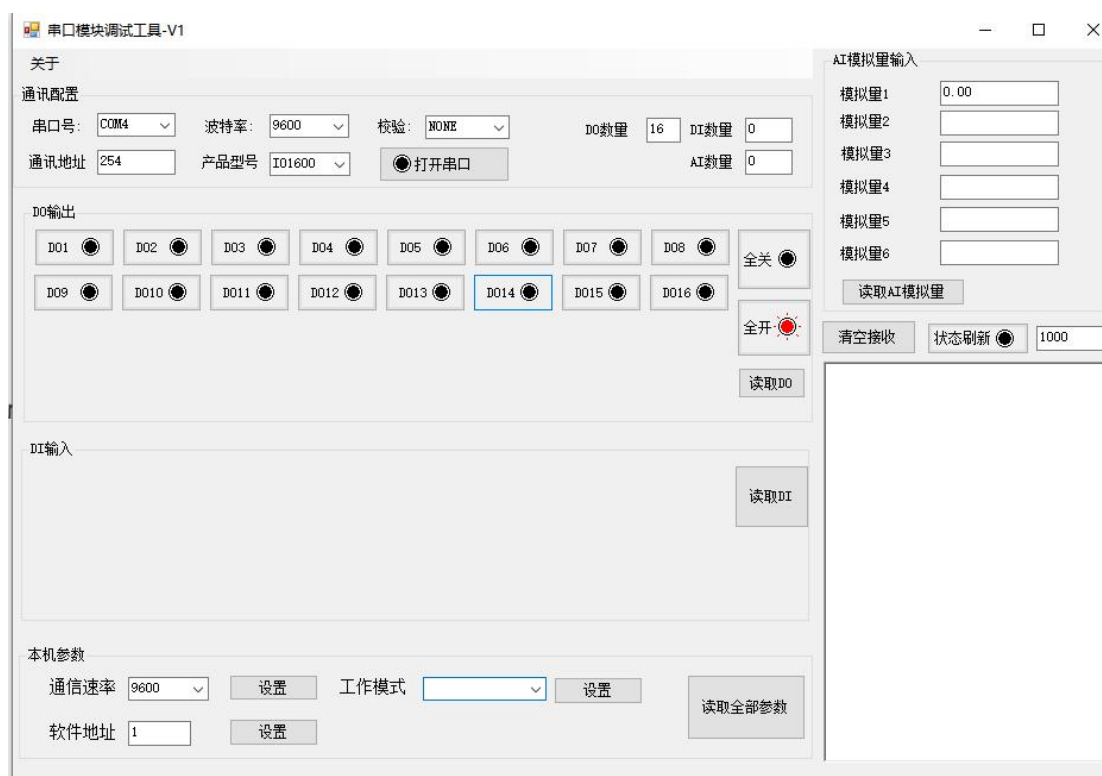 串口模块调试工具-V1
关于
通讯配置
串口号: COM4 波特率: 9600 校验: NONE DO数量 16 DI数量 0
通讯地址 254 产品型号 IO1600 打开串口 AI数量 0
DO输出
DO1 DO2 DO3 DO4 DO5 DO6 DO7 DO8 全关
DO9 DO10 DO11 DO12 DO13 DO14 DO15 DO16
全开
读取DO
DI输入
读取DI
本机参数
通信速率 9600 设置 工作模式 设置
读取全部参数
软件地址 1 设置
AI模拟量输入
模拟量1 0.00
模拟量2
模拟量3
模拟量4
模拟量5
模拟量6
读取AI模拟量
清空接收 状态刷新 1000